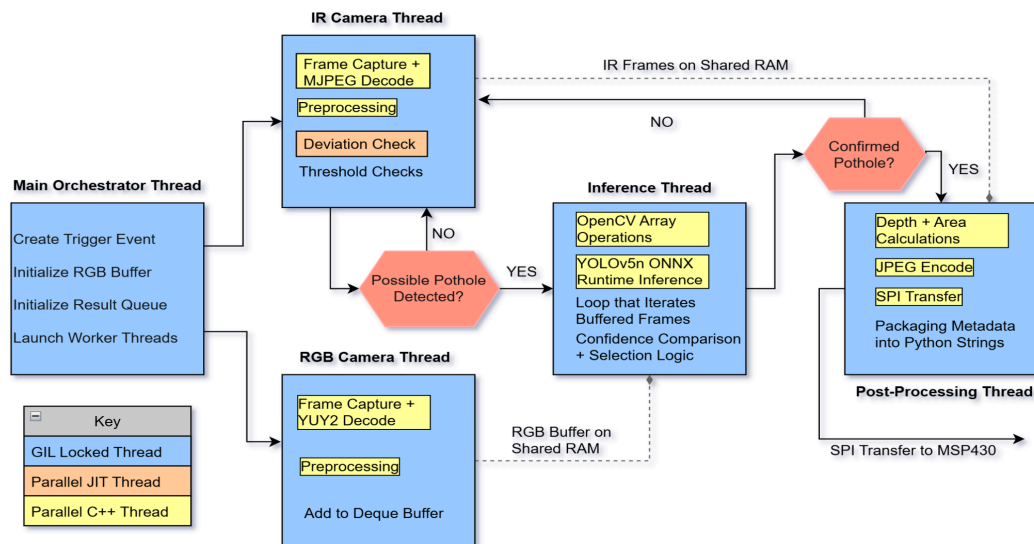 IR Camera Thread
Frame Capture +
MJPEG Decode
Preprocessing
Deviation Check
Threshold Checks
IR Frames on Shared RAM
NO
Confirmed
Pothole?
YES
Main Orchestrator Thread
Create Trigger Event
Initialize RGB Buffer
Initialize Result Queue
Launch Worker Threads
NO
Possible Pothole
Detected?
YES
Inference Thread
OpenCV Array
Operations
YOLOv5n ONNX
Runtime Inference
Loop that Iterates
Buffered Frames
Confidence Comparison
+ Selection Logic
Depth + Area
Calculations
JPEG Encode
SPI Transfer
Packaging Metadata
into Python Strings
Post-Processing Thread
SPI Transfer to MSP430
RGB Camera Thread
Frame Capture +
YUY2 Decode
Preprocessing
Add to Deque Buffer
RGB Buffer on
Shared RAM
Key
GIL Locked Thread
Parallel JIT Thread
Parallel C++ Thread